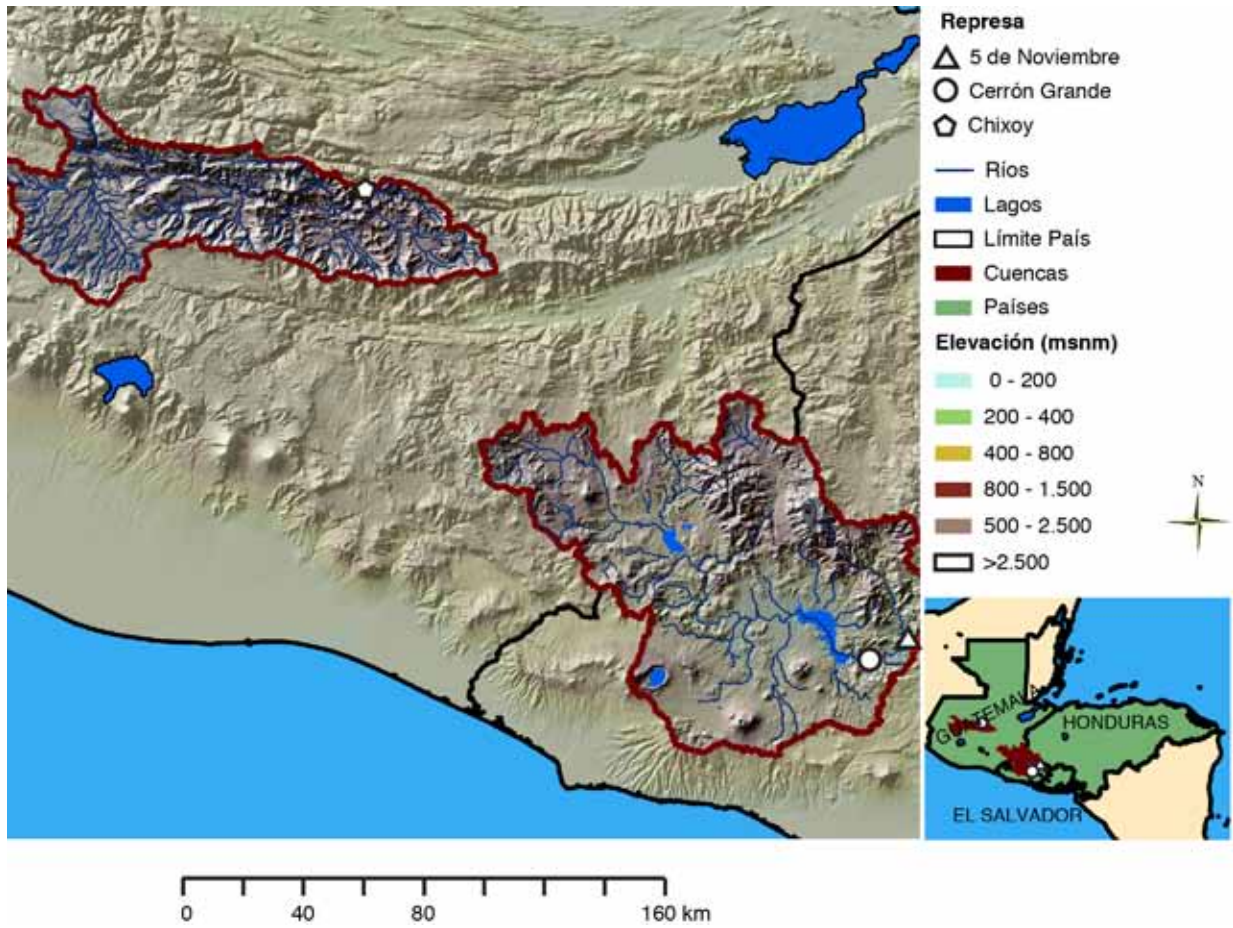 Represa
5 de Noviembre
Cerrón Grande
Chixoy
Ríos
Lagos
Límite País
Cuencas
Países
Elevación (msnm)
0 - 200
200 - 400
400 - 800
800 - 1.500
500 - 2.500
>2.500
N
GUATEMALA
HONDURAS
EL SALVADOR
0 40 80 160 km